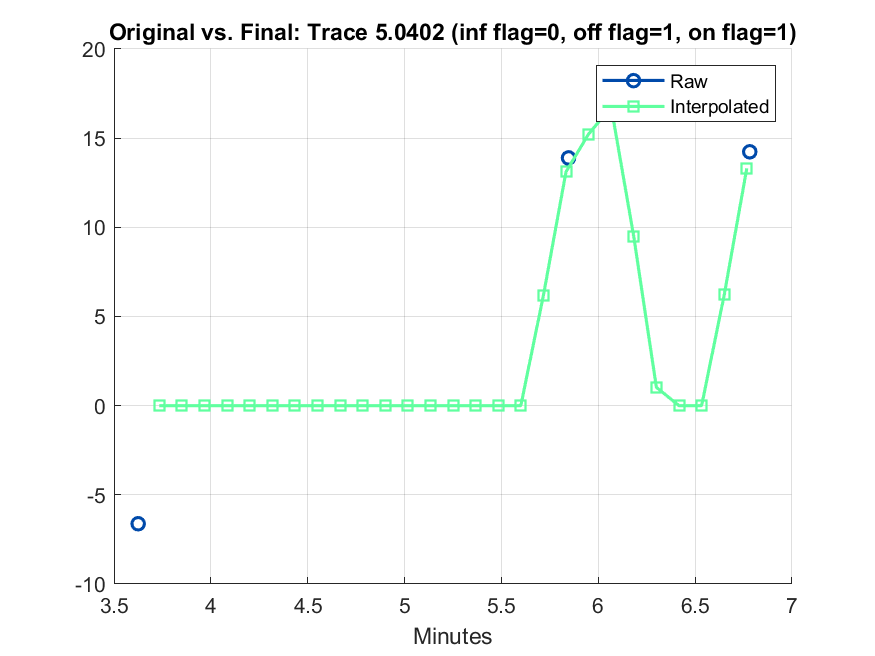 Original vs. Final: Trace 5.0402 (inf flag=0, off flag=1, on flag=1)
20
15
10
5
0
-5
-10
Raw
Interpolated
3.5 4 4.5 5 5.5 6 6.5 7
Minutes